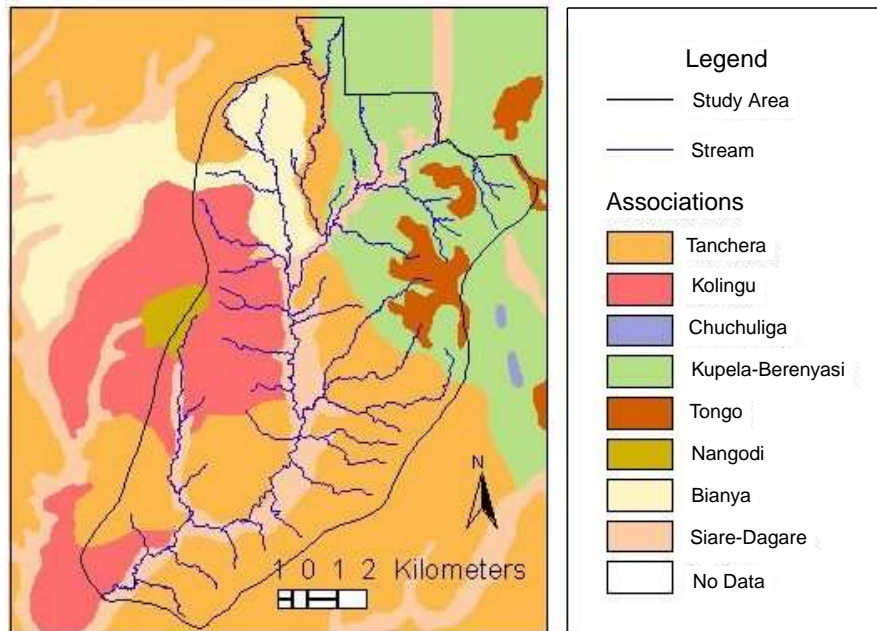 N
1 0 1 2 Kilometers
Legend
Study Area
Stream
Associations
Tanchera
Kolingu
Chuchuliga
Kupela-Berenyasi
Tongo
Nangodi
Bianya
Siare-Dagare
No Data